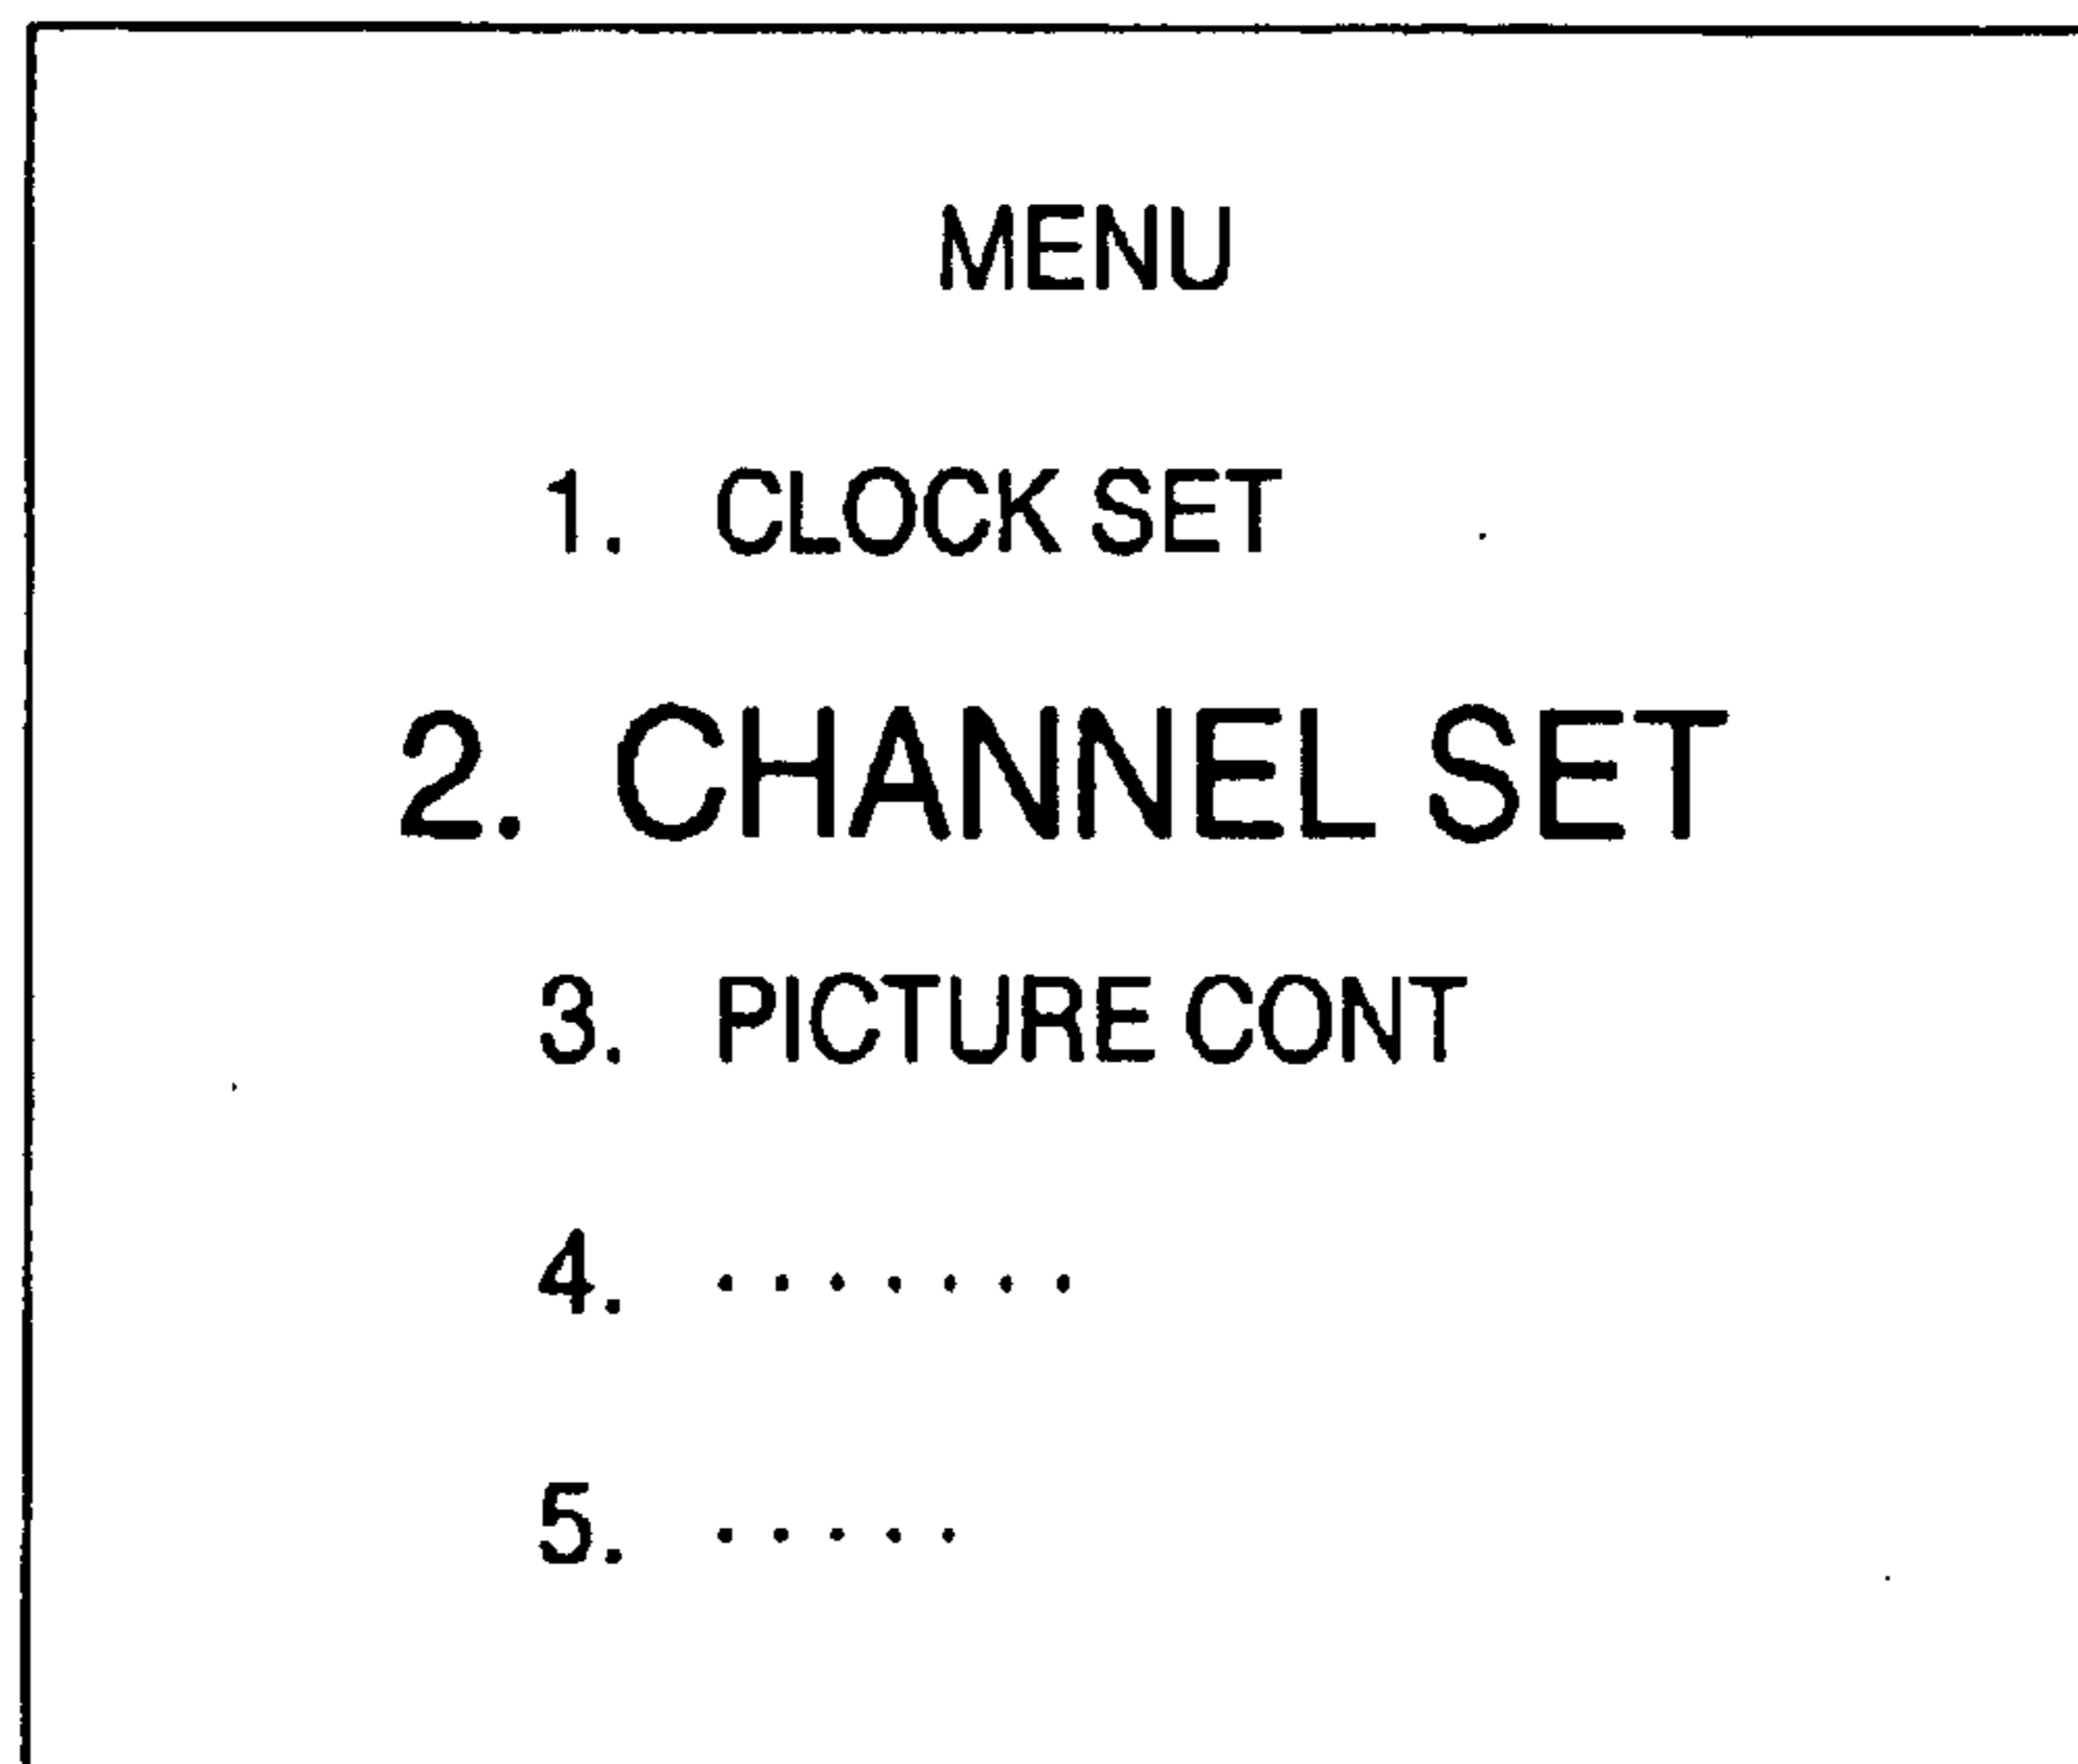 MENU
1. CLOCK SET
2. CHANNEL SET
3. PICTURE CONT
4. .......
5. .....